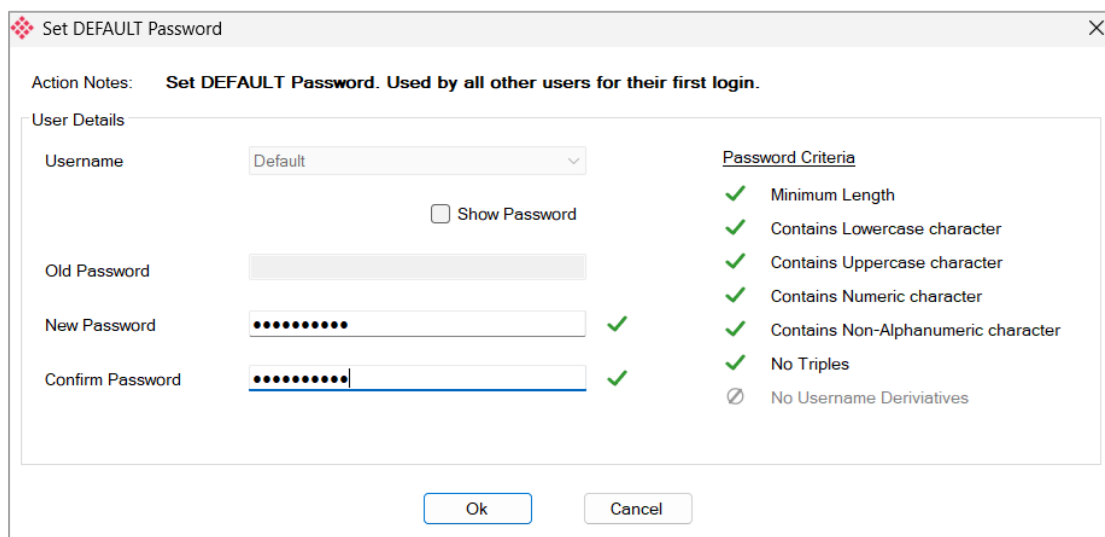 Set DEFAULT Password
Action Notes: Set DEFAULT Password. Used by all other users for their first login.
User Details
Username Default
Show Password
Old Password
New Password ●●●●●●●●●●
Confirm Password ●●●●●●●●●●
Password Criteria
Minimum Length
Contains Lowercase character
Contains Uppercase character
Contains Numeric character
Contains Non-Alphanumeric character
No Triples
No Username Deriviatives
Ok Cancel